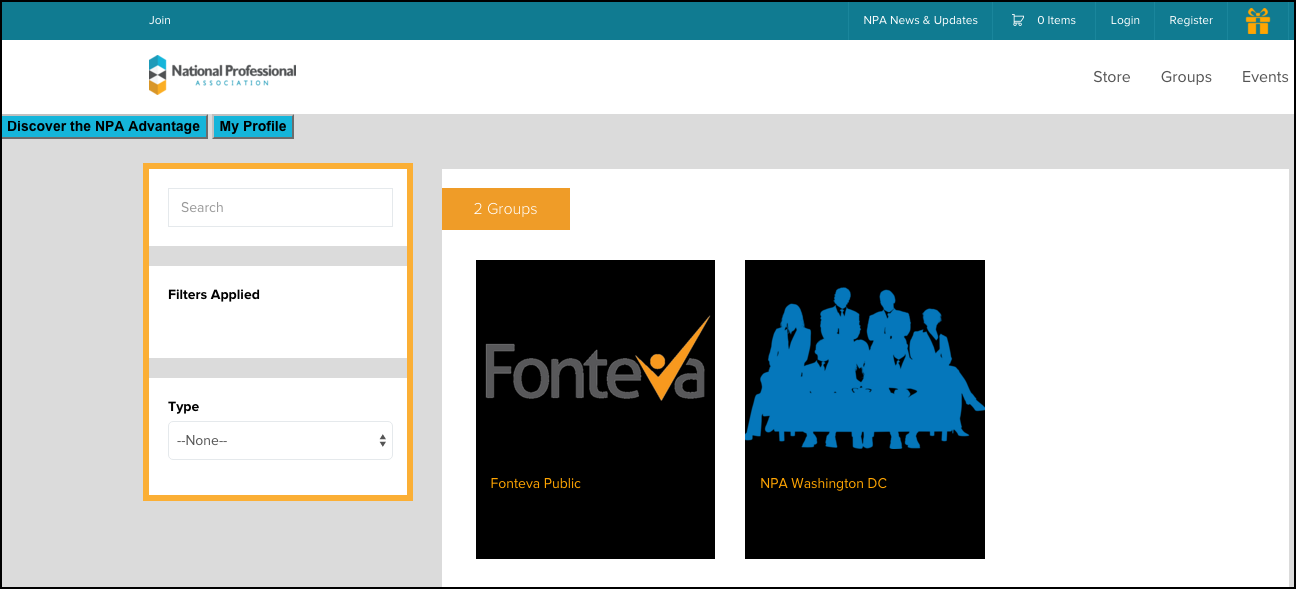 Join
NPA News & Updates
0 Items
Login
Register
National Professional
ASSOCIATION
Store
Groups
Events
Discover the NPA Advantage
My Profile
Search
2 Groups
Filters Applied
Type
--None--
Fonteva
Fonteva Public
NPA Washington DC